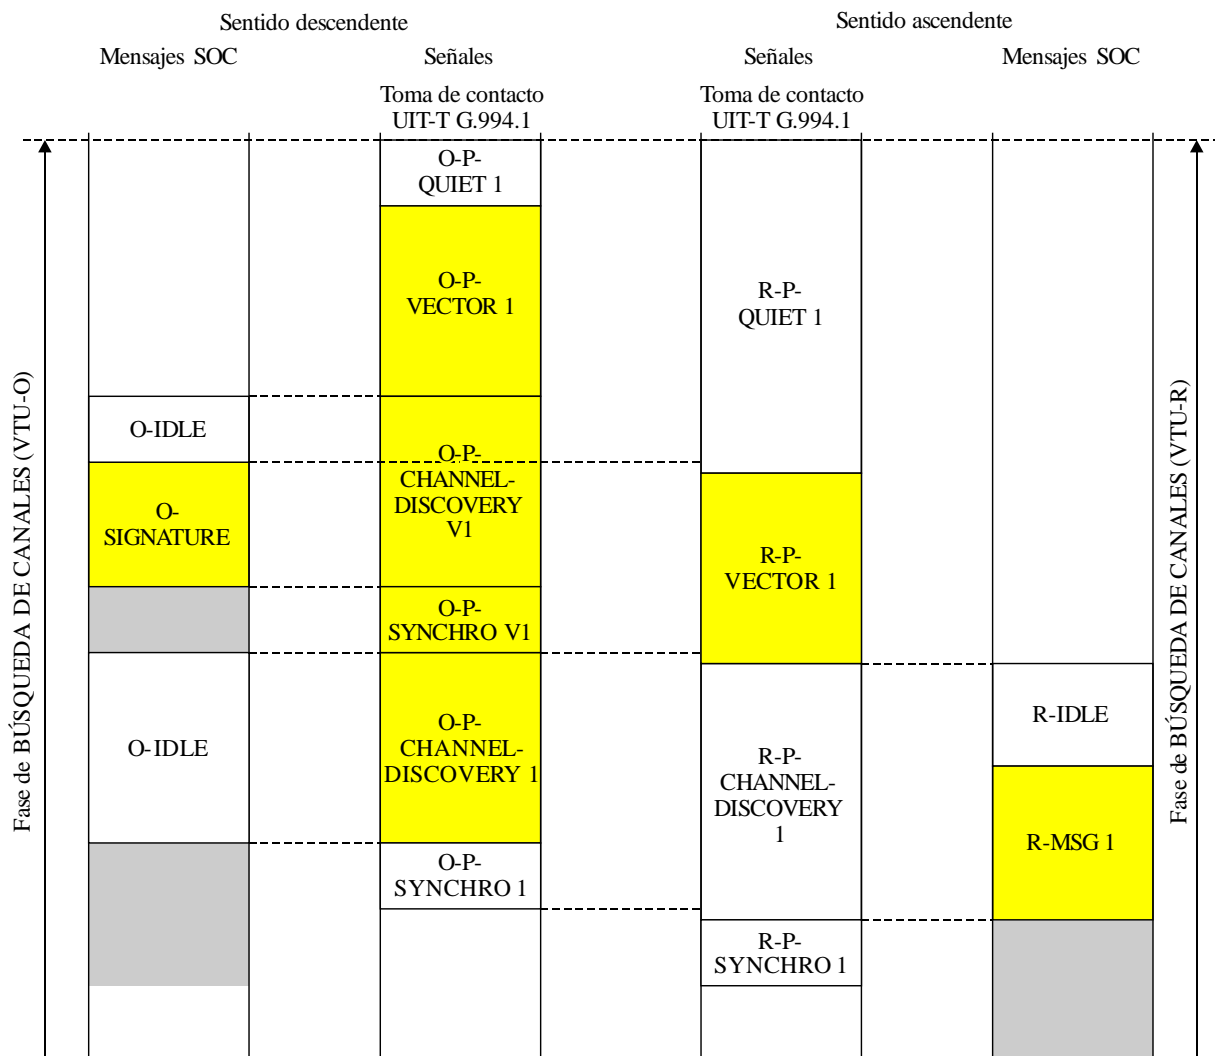 Sentido descendente
Sentido ascendente
Mensajes SOC
Señales
Señales
Mensajes SOC
Toma de contacto
UIT-T G.994.1
Toma de contacto
UIT-T G.994.1
O-P-
QUIET 1
O-P-
VECTOR 1
R-P-
QUIET 1
O-IDLE
O-P-
CHANNEL-
DISCOVERY
V1
O-
SIGNATURE
R-P-
VECTOR 1
O-P-
SYNCHRO V1
O-IDLE
O-P-
CHANNEL-
DISCOVERY 1
R-P-
CHANNEL-
DISCOVERY
1
R-IDLE
R-MSG 1
O-P-
SYNCHRO 1
R-P-
SYNCHRO 1
Fase de BÚSQUEDA DE CANALES (VTU-O)
Fase de BÚSQUEDA DE CANALES (VTU-R)